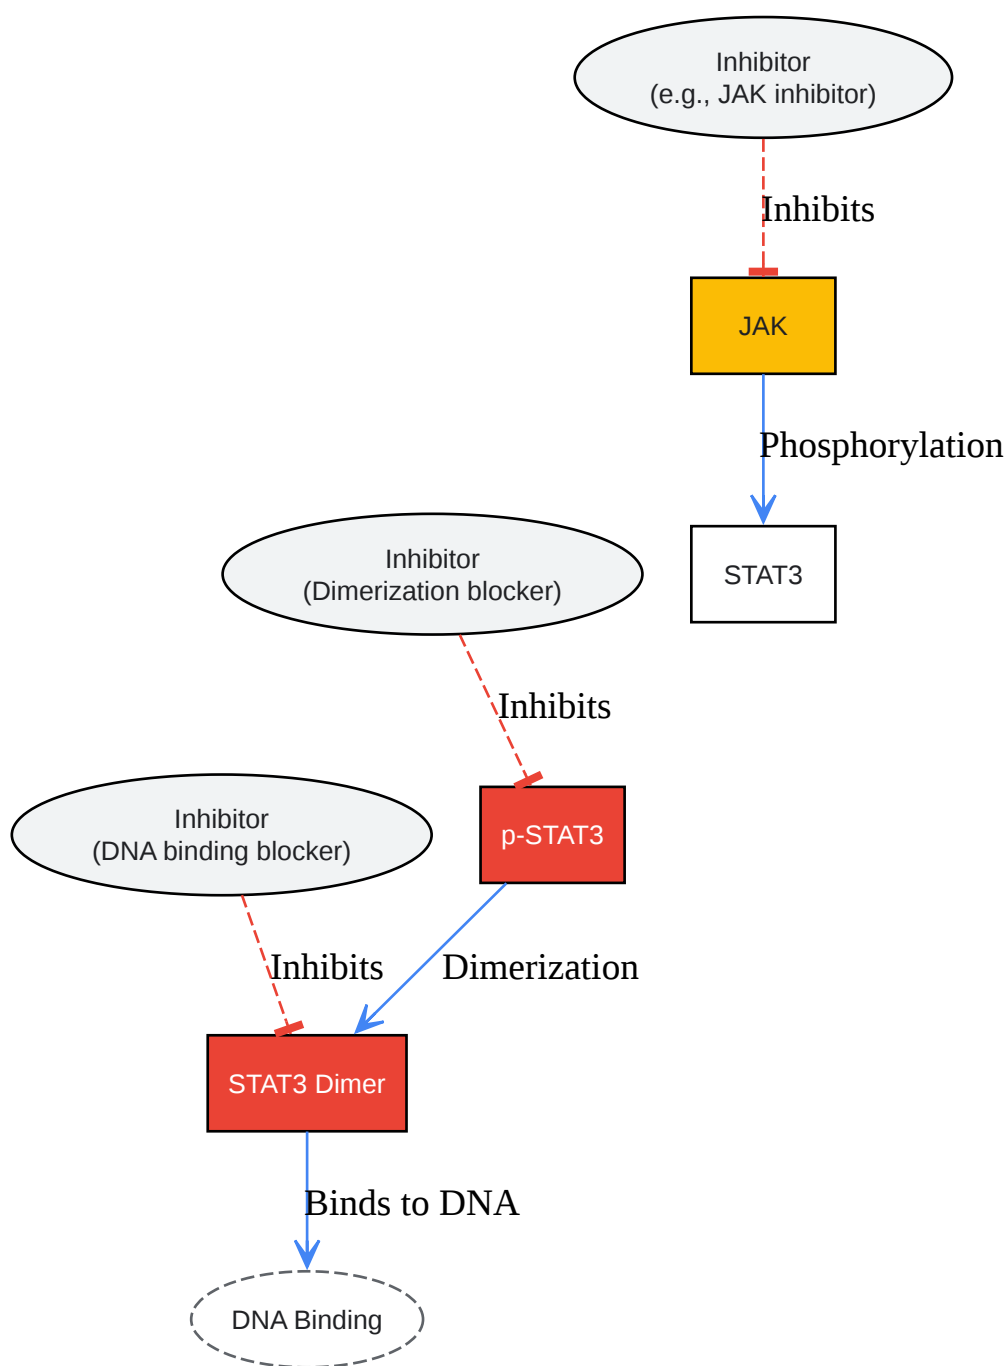 Inhibitor
(e.g., JAK inhibitor)
Inhibits
JAK
Phosphorylation
STAT3
Inhibitor
(Dimerization blocker)
Inhibits
p-STAT3
Inhibitor
(DNA binding blocker)
Inhibits
Dimerization
STAT3 Dimer
Binds to DNA
DNA Binding